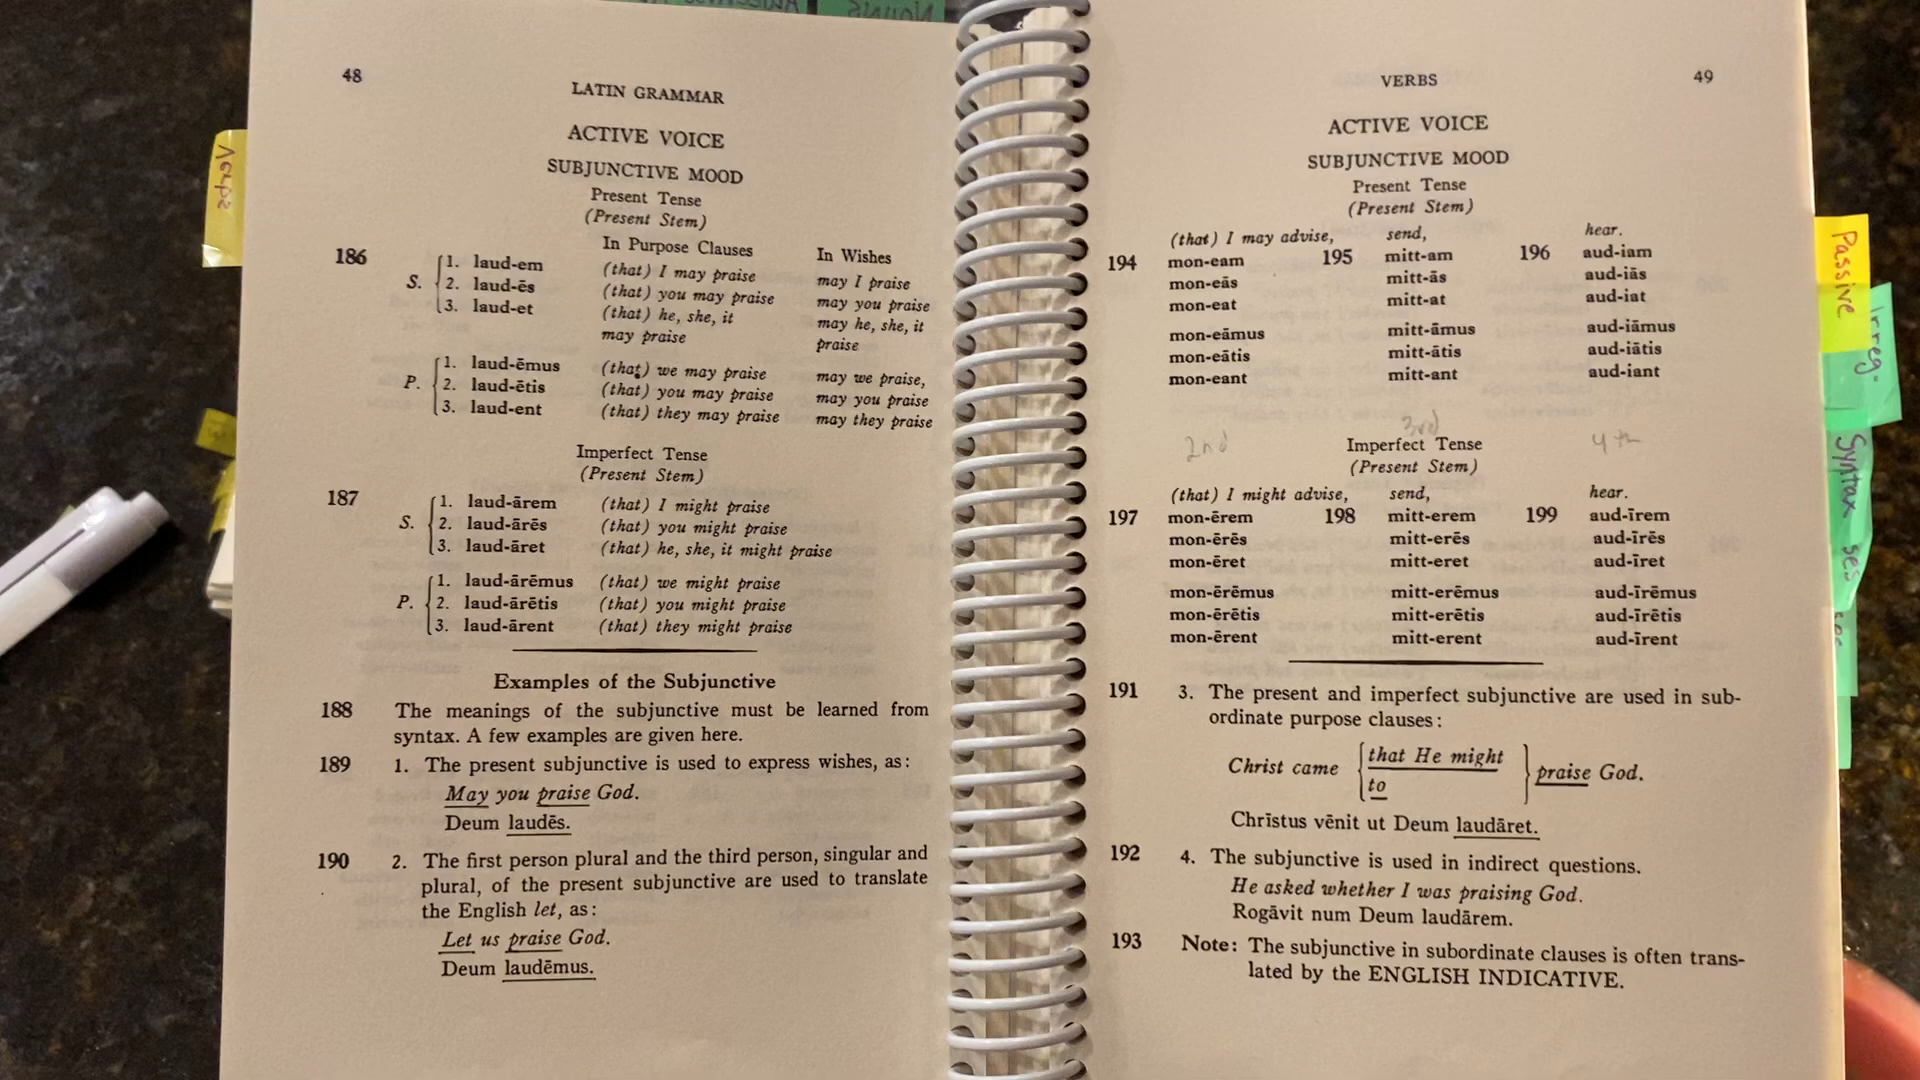 NOUNS
Verbs
48
LATIN GRAMMAR
ACTIVE VOICE
SUBJUNCTIVE MOOD
Present Tense
(Present Stem)
In Purpose Clauses In Wishes
186 S. 1. laud-em (that) I may praise may I praise
2. laud-ēs (that) you may praise may you praise
3. laud-et (that) he, she, it may he, she, it
may praise praise
P. 1. laud-ēmus (that) we may praise may we praise,
2. laud-ētis (that) you may praise may you praise
3. laud-ent (that) they may praise may they praise
Imperfect Tense
(Present Stem)
187 S. 1. laud-ārem (that) I might praise
2. laud-ārēs (that) you might praise
3. laud-āret (that) he, she, it might praise
P. 1. laud-ārēmus (that) we might praise
2. laud-ārētis (that) you might praise
3. laud-ārent (that) they might praise
Examples of the Subjunctive
188 The meanings of the subjunctive must be learned from
syntax. A few examples are given here.
189 1. The present subjunctive is used to express wishes, as:
May you praise God.
Deum laudēs.
190 2. The first person plural and the third person, singular and
plural, of the present subjunctive are used to translate
the English let, as:
Let us praise God.
Deum laudēmus.
VERBS 49
ACTIVE VOICE
SUBJUNCTIVE MOOD
Present Tense
(Present Stem)
(that) I may advise, send, hear.
194 mon-eam 195 mitt-am 196 aud-iam
mon-eās mitt-ās aud-iās
mon-eat mitt-at aud-iat
mon-eāmus mitt-āmus aud-iāmus
mon-eātis mitt-ātis aud-iātis
mon-eant mitt-ant aud-iant
2nd 3rd 4th
Imperfect Tense
(Present Stem)
(that) I might advise, send, hear.
197 mon-ērem 198 mitt-erem 199 aud-īrem
mon-ērēs mitt-erēs aud-īrēs
mon-ēret mitt-eret aud-īret
mon-ērēmus mitt-erēmus aud-īrēmus
mon-ērētis mitt-erētis aud-īrētis
mon-ērent mitt-erent aud-īrent
191 3. The present and imperfect subjunctive are used in sub-
ordinate purpose clauses:
Christ came that He might praise God.
to
Chrīstus vēnit ut Deum laudāret.
192 4. The subjunctive is used in indirect questions.
He asked whether I was praising God.
Rogāvit num Deum laudārem.
193 Note: The subjunctive in subordinate clauses is often trans-
lated by the ENGLISH INDICATIVE.
Passive
Irreg.
Syntax